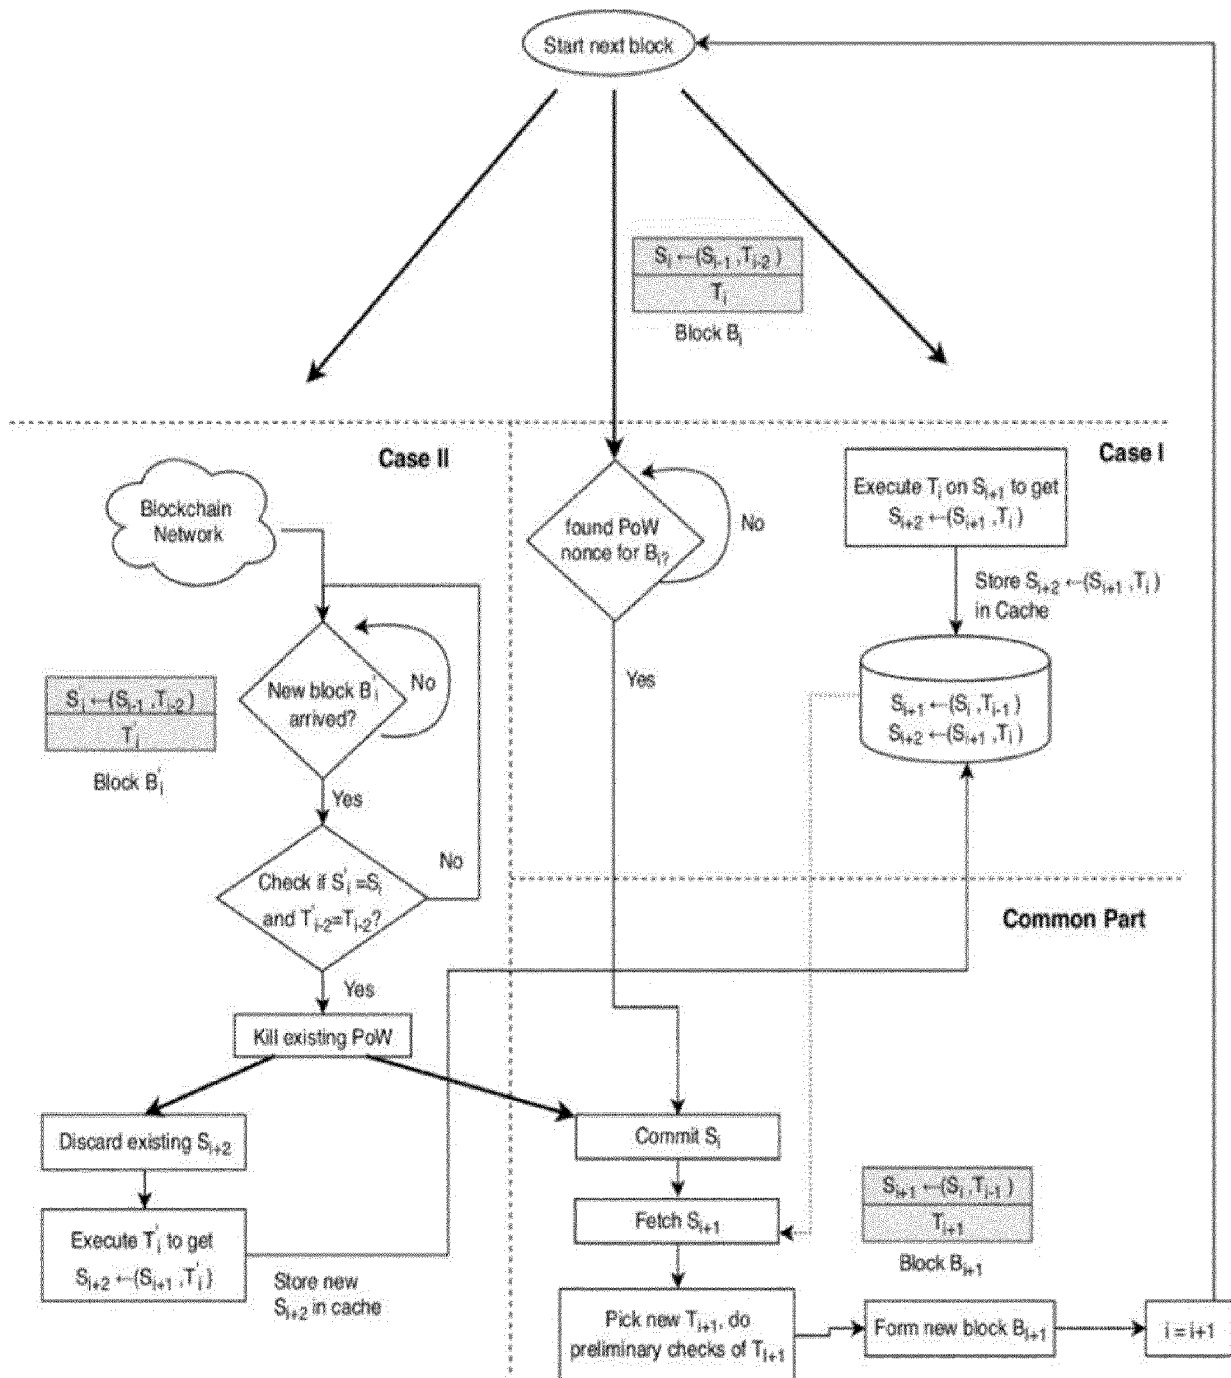 Start next block
Sᵢ ←(Sᵢ₋₁ ,Tᵢ₋₂ )
Tᵢ
Block Bᵢ
Case II
Case I
Blockchain
Network
found PoW
nonce for Bᵢ?
No
Execute Tᵢ on Sᵢ₊₁ to get
Sᵢ₊₂ ←(Sᵢ₊₁ ,Tᵢ )
Store Sᵢ₊₂ ←(Sᵢ₊₁ ,Tᵢ )
in Cache
Yes
Sᵢ₊₁ ←(Sᵢ ,Tᵢ₋₁ )
Sᵢ₊₂ ←(Sᵢ₊₁ ,Tᵢ )
New block B'ᵢ
arrived?
No
Sᵢ ←(Sᵢ₋₁ ,Tᵢ₋₂ )
T'ᵢ
Block B'ᵢ
Yes
Check if S'ᵢ =Sᵢ
and T'ᵢ₋₂=Tᵢ₋₂?
No
Common Part
Yes
Kill existing PoW
Discard existing Sᵢ₊₂
Execute T'ᵢ to get
Sᵢ₊₂ ←(Sᵢ₊₁ ,T'ᵢ )
Store new
Sᵢ₊₂ in cache
Commit Sᵢ
Fetch Sᵢ₊₁
Sᵢ₊₁ ←(Sᵢ ,Tᵢ₋₁ )
Tᵢ₊₁
Block Bᵢ₊₁
Pick new Tᵢ₊₁, do
preliminary checks of Tᵢ₊₁
Form new block Bᵢ₊₁
i = i+1